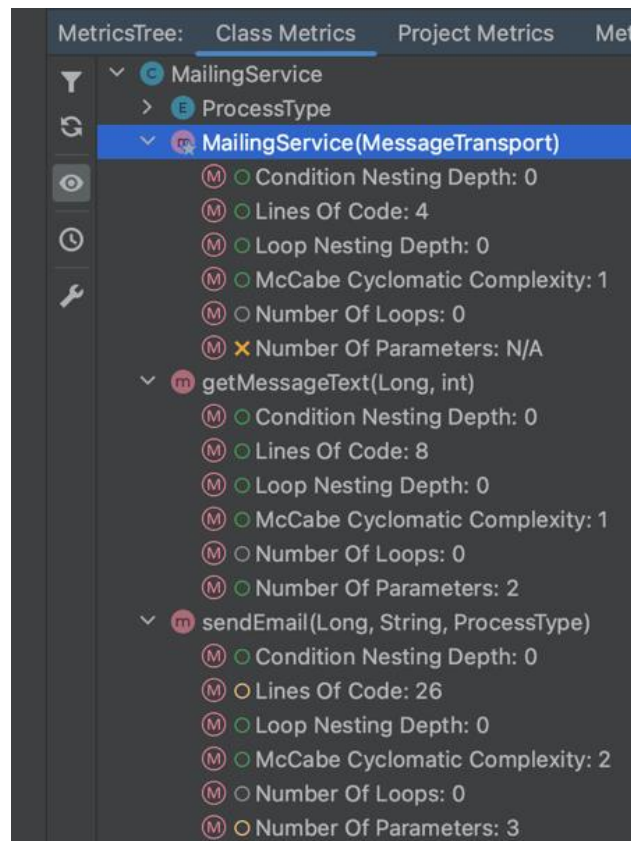 MetricsTree: Class Metrics Project Metrics Met
C MailingService
E ProcessType
m MailingService(MessageTransport)
M Condition Nesting Depth: 0
M Lines Of Code: 4
M Loop Nesting Depth: 0
M McCabe Cyclomatic Complexity: 1
M Number Of Loops: 0
M Number Of Parameters: N/A
m getMessageText(Long, int)
M Condition Nesting Depth: 0
M Lines Of Code: 8
M Loop Nesting Depth: 0
M McCabe Cyclomatic Complexity: 1
M Number Of Loops: 0
M Number Of Parameters: 2
m sendEmail(Long, String, ProcessType)
M Condition Nesting Depth: 0
M Lines Of Code: 26
M Loop Nesting Depth: 0
M McCabe Cyclomatic Complexity: 2
M Number Of Loops: 0
M Number Of Parameters: 3